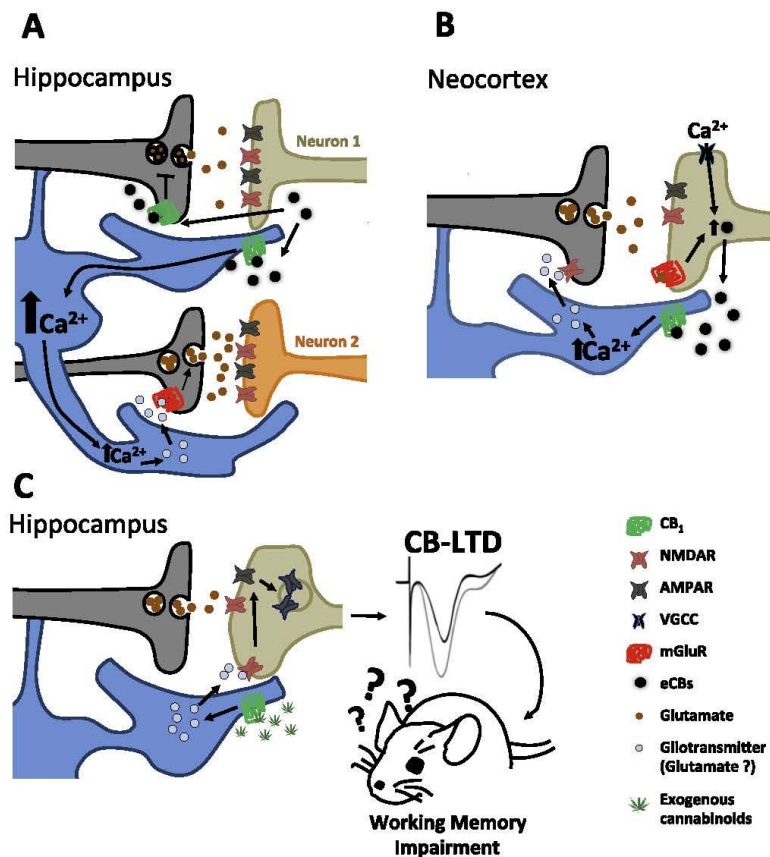 A
Hippocampus
Neuron 1
Ca²⁺
Neuron 2
Ca²⁺
B
Neocortex
Ca²⁺
Ca²⁺
C
Hippocampus
CB-LTD
? ? ?
Working Memory
Impairment
CB₁
NMDAR
AMPAR
VGCC
mGluR
eCBs
Glutamate
Gliotransmitter
(Glutamate ?)
Exogenous
cannabinoids